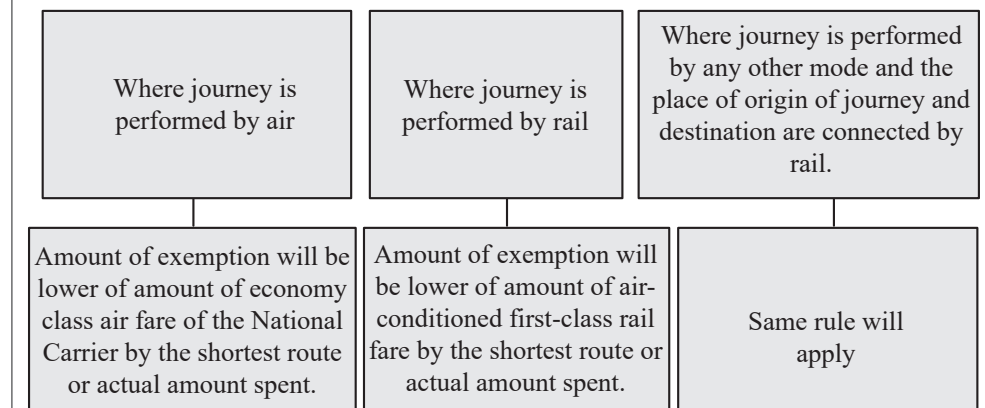 Where journey is
performed by air
Where journey is
performed by rail
Where journey is performed
by any other mode and the
place of origin of journey and
destination are connected by
rail.
Amount of exemption will be
lower of amount of economy
class air fare of the National
Carrier by the shortest route
or actual amount spent.
Amount of exemption will
be lower of amount of air-
conditioned first-class rail
fare by the shortest route or
actual amount spent.
Same rule will
apply